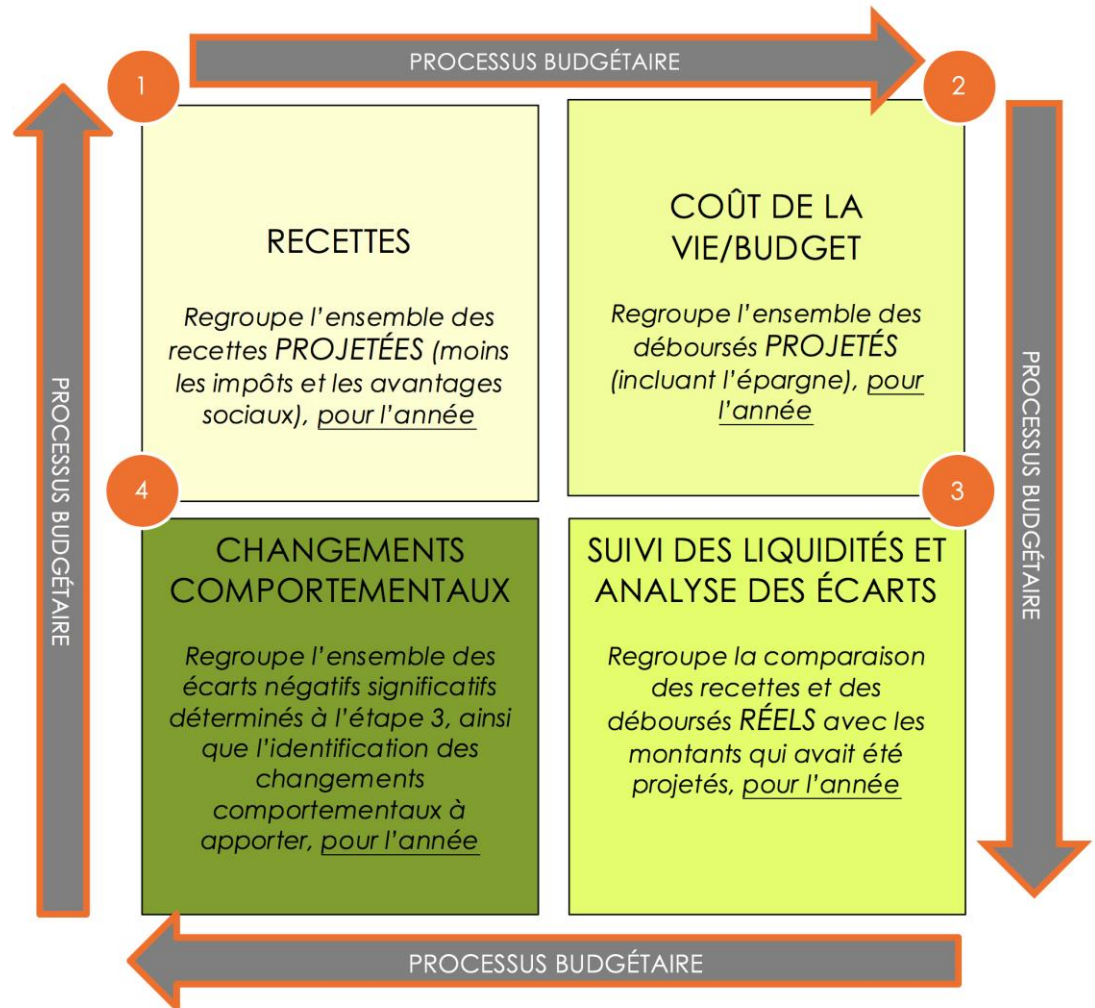 PROCESSUS BUDGÉTAIRE
1
2
RECETTES
Regroupe l'ensemble des
recettes PROJETÉES (moins
les impôts et les avantages
sociaux), pour l'année
COÛT DE LA
VIE/BUDGET
Regroupe l'ensemble des
déboursés PROJETÉS
(incluant l'épargne), pour
l'année
PROCESSUS BUDGÉTAIRE
3
SUIVI DES LIQUIDITÉS ET
ANALYSE DES ÉCARTS
Regroupe la comparaison
des recettes et des
déboursés RÉELS avec les
montants qui avait été
projetés, pour l'année
4
CHANGEMENTS
COMPORTEMENTAUX
Regroupe l'ensemble des
écarts négatifs significatifs
déterminés à l'étape 3, ainsi
que l'identification des
changements
comportementaux à
apporter, pour l'année
PROCESSUS BUDGÉTAIRE
PROCESSUS BUDGÉTAIRE